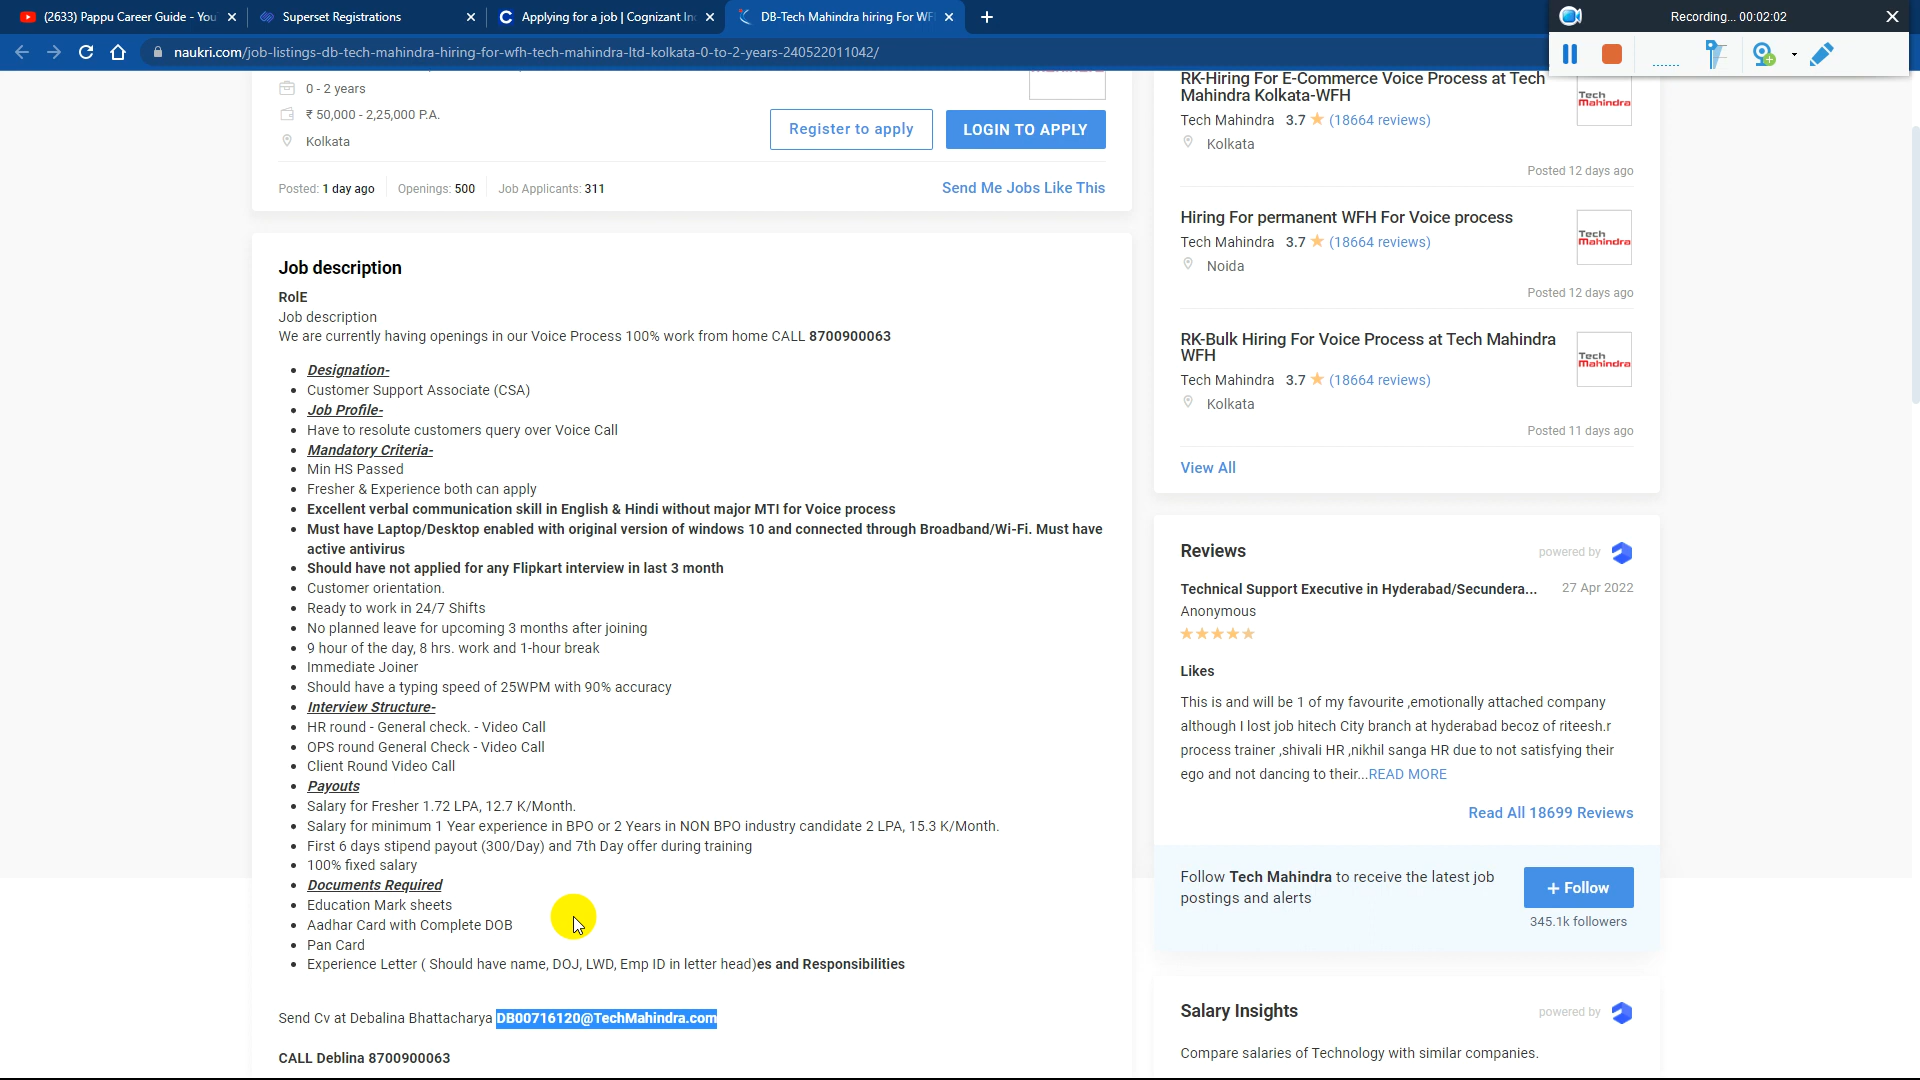 (2633) Pappu Career Guide - You
Superset Registrations
Applying for a job | Cognizant In
DB-Tech Mahindra hiring For WF
Recording... 00:02:02
naukri.com/job-listings-db-tech-mahindra-hiring-for-wfh-tech-mahindra-ltd-kolkata-0-to-2-years-240522011042/
0 - 2 years
₹ 50,000 - 2,25,000 P.A.
Kolkata
Register to apply
LOGIN TO APPLY
Posted: 1 day ago
Openings: 500
Job Applicants: 311
Send Me Jobs Like This
Job description
RolE
Job description
We are currently having openings in our Voice Process 100% work from home CALL 8700900063
Designation-
Customer Support Associate (CSA)
Job Profile-
Have to resolute customers query over Voice Call
Mandatory Criteria-
Min HS Passed
Fresher & Experience both can apply
Excellent verbal communication skill in English & Hindi without major MTI for Voice process
Must have Laptop/Desktop enabled with original version of windows 10 and connected through Broadband/Wi-Fi. Must have
active antivirus
Should have not applied for any Flipkart interview in last 3 month
Customer orientation.
Ready to work in 24/7 Shifts
No planned leave for upcoming 3 months after joining
9 hour of the day, 8 hrs. work and 1-hour break
Immediate Joiner
Should have a typing speed of 25WPM with 90% accuracy
Interview Structure-
HR round - General check. - Video Call
OPS round General Check - Video Call
Client Round Video Call
Payouts
Salary for Fresher 1.72 LPA, 12.7 K/Month.
Salary for minimum 1 Year experience in BPO or 2 Years in NON BPO industry candidate 2 LPA, 15.3 K/Month.
First 6 days stipend payout (300/Day) and 7th Day offer during training
100% fixed salary
Documents Required
Education Mark sheets
Aadhar Card with Complete DOB
Pan Card
Experience Letter ( Should have name, DOJ, LWD, Emp ID in letter head)es and Responsibilities
Send Cv at Debalina Bhattacharya DB00716120@TechMahindra.com
CALL Deblina 8700900063
RK-Hiring For E-Commerce Voice Process at Tech
Mahindra Kolkata-WFH
Tech Mahindra 3.7 (18664 reviews)
Kolkata
Tech
Mahindra
Posted 12 days ago
Hiring For permanent WFH For Voice process
Tech Mahindra 3.7 (18664 reviews)
Noida
Tech
Mahindra
Posted 12 days ago
RK-Bulk Hiring For Voice Process at Tech Mahindra
WFH
Tech Mahindra 3.7 (18664 reviews)
Kolkata
Tech
Mahindra
Posted 11 days ago
View All
Reviews
powered by
Technical Support Executive in Hyderabad/Secundera...
27 Apr 2022
Anonymous
Likes
This is and will be 1 of my favourite ,emotionally attached company
although I lost job hitech City branch at hyderabad becoz of riteesh.r
process trainer ,shivali HR ,nikhil sanga HR due to not satisfying their
ego and not dancing to their...READ MORE
Read All 18699 Reviews
Follow Tech Mahindra to receive the latest job
postings and alerts
+ Follow
345.1k followers
Salary Insights
powered by
Compare salaries of Technology with similar companies.